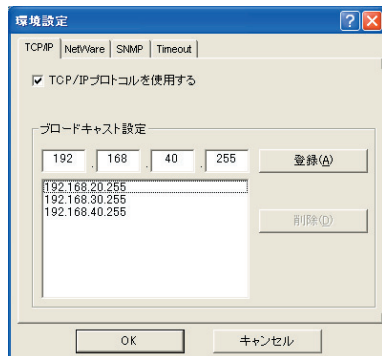 環境設定
TCP/IP NetWare SNMP Timeout
TCP/IPプロトコルを使用する
ブロードキャスト設定
192 . 168 . 40 . 255 登録(A)
192.168.20.255
192.168.30.255
192.168.40.255
削除(D)
OK キャンセル